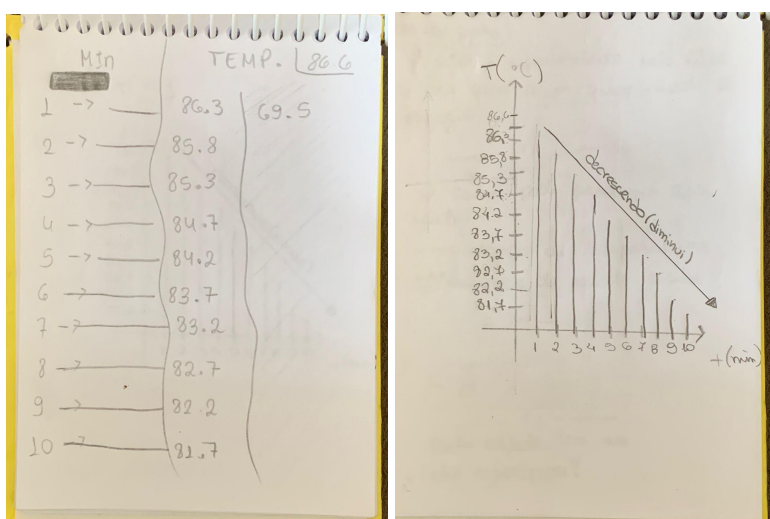 Min TEMP. 86.6
1 -> 86.3 69.5
2 -> 85.8
3 -> 85.3
4 -> 84.7
5 -> 84.2
6 -> 83.7
7 -> 83.2
8 -> 82.7
9 -> 82.2
10 -> 81.7
T(°C)
86,6
86,3
85,8
85,3
84,7
84.2
83,7
83,2
82,7
82,2
81,7
decrescendo (diminui)
1 2 3 4 5 6 7 8 9 10
t (min)